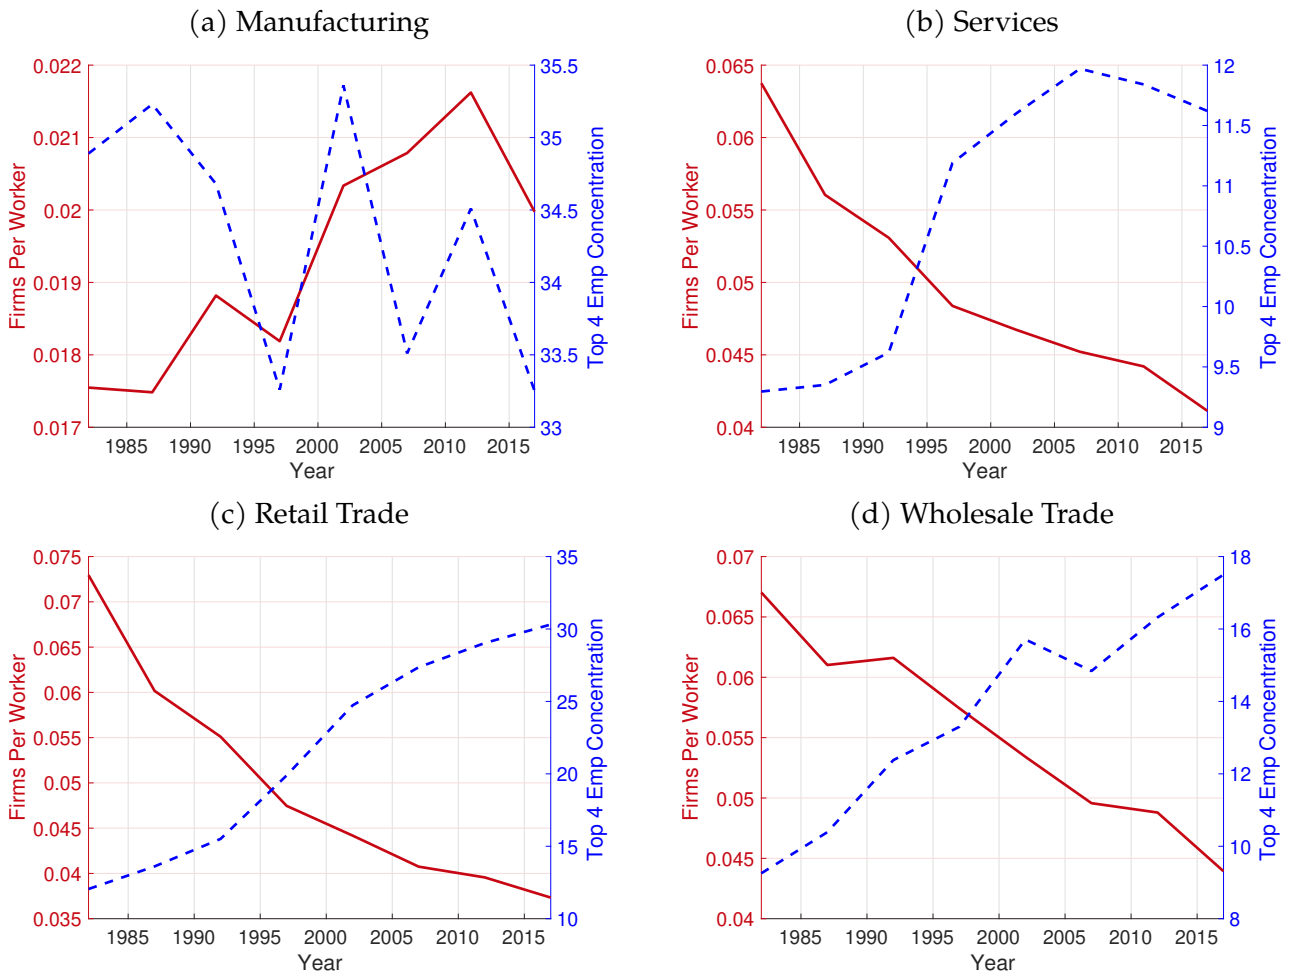 (a) Manufacturing
0.022
0.021
0.02
0.019
0.018
0.017
Firms Per Worker
35.5
35
34.5
34
33.5
33
Top 4 Emp Concentration
1985 1990 1995 2000 2005 2010 2015
Year
(b) Services
0.065
0.06
0.055
0.05
0.045
0.04
Firms Per Worker
12
11.5
11
10.5
10
9.5
9
Top 4 Emp Concentration
1985 1990 1995 2000 2005 2010 2015
Year
(c) Retail Trade
0.075
0.07
0.065
0.06
0.055
0.05
0.045
0.04
0.035
Firms Per Worker
35
30
25
20
15
10
Top 4 Emp Concentration
1985 1990 1995 2000 2005 2010 2015
Year
(d) Wholesale Trade
0.07
0.065
0.06
0.055
0.05
0.045
0.04
Firms Per Worker
18
16
14
12
10
8
Top 4 Emp Concentration
1985 1990 1995 2000 2005 2010 2015
Year